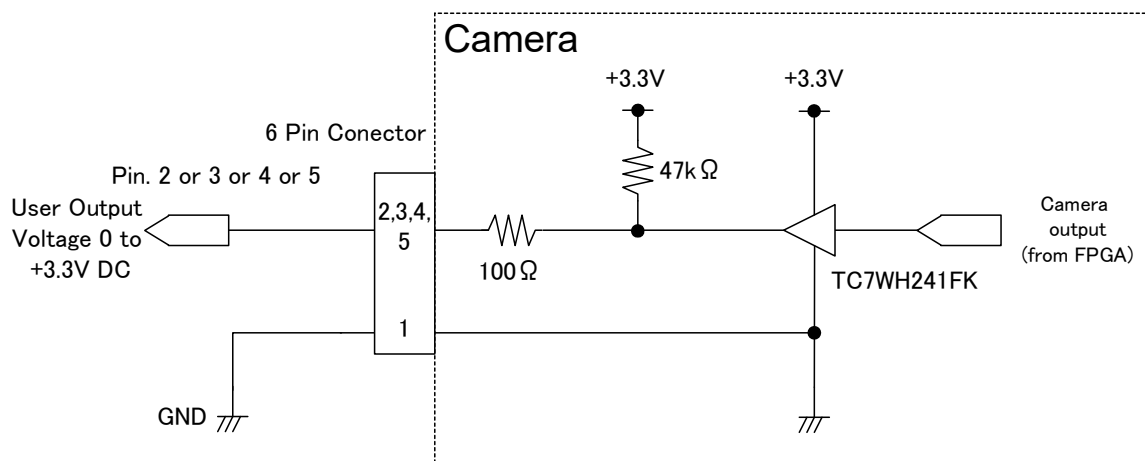 Camera
+3.3V
+3.3V
6 Pin Conector
47kΩ
Pin. 2 or 3 or 4 or 5
User Output
Voltage 0 to
+3.3V DC
2,3,4,
5
100Ω
Camera
output
(from FPGA)
TC7WH241FK
1
GND